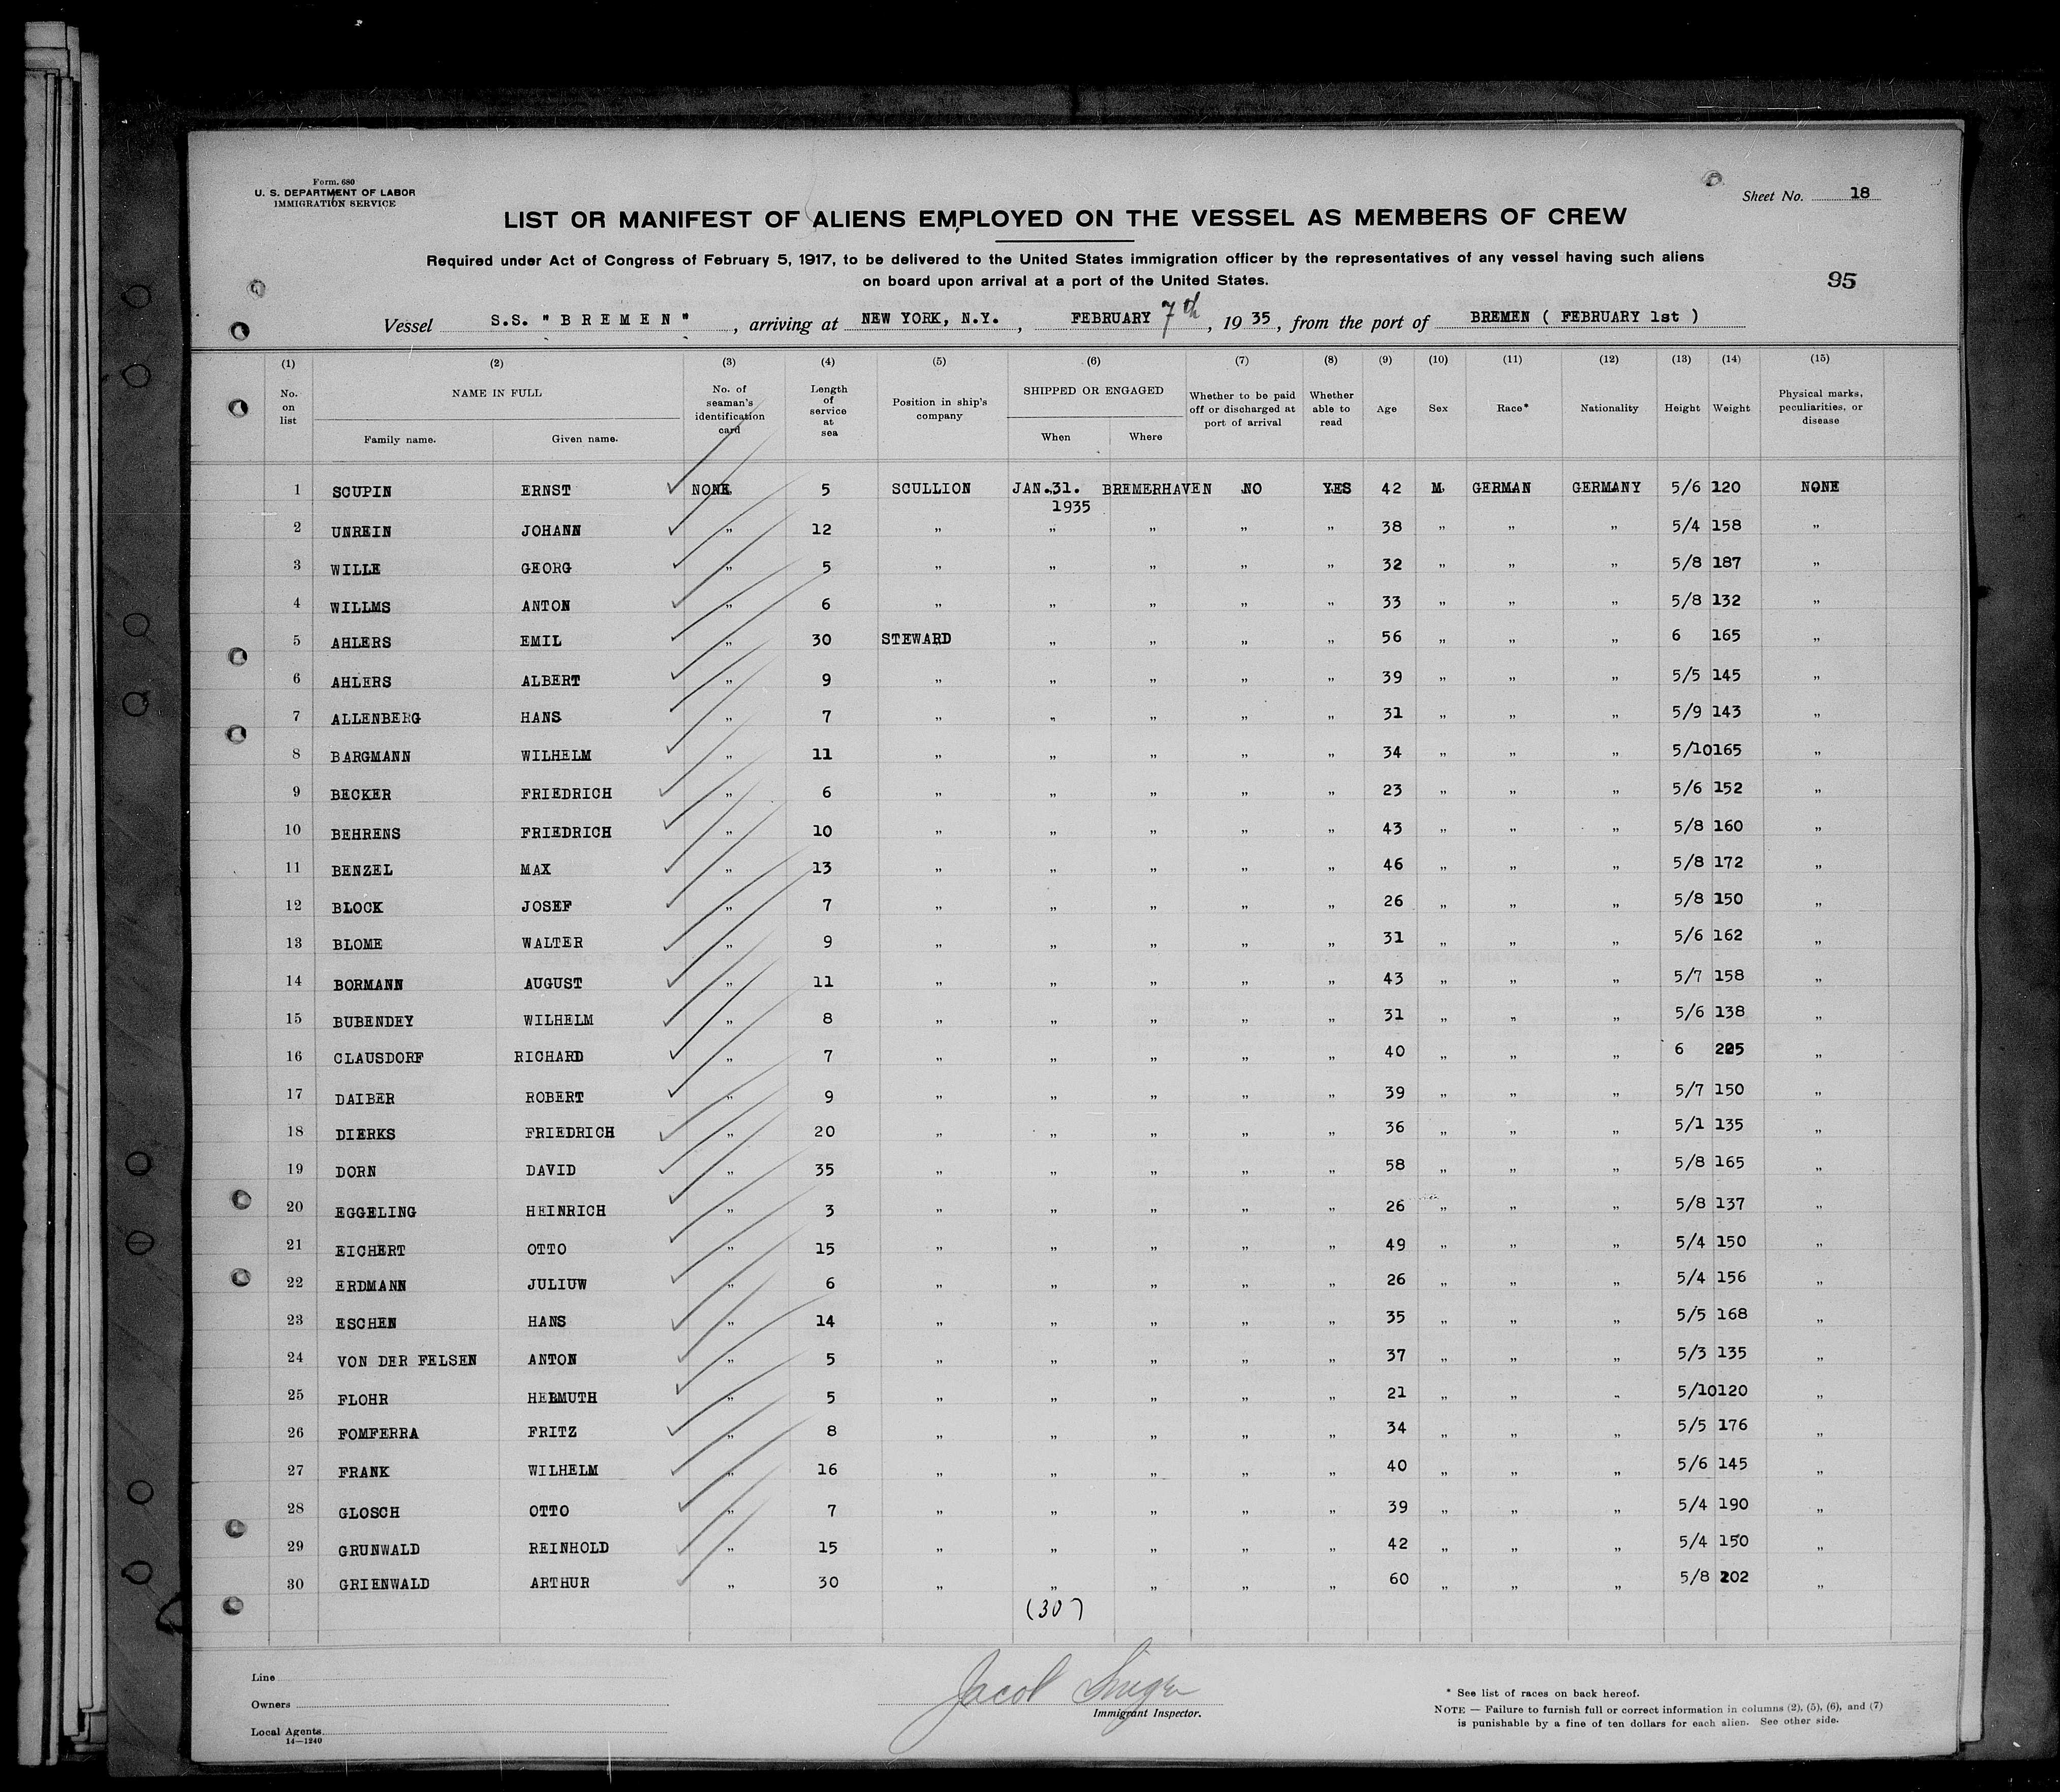 Form. 680
U. S. DEPARTMENT OF LABOR
IMMIGRATION SERVICE
Sheet No. 18
LIST OR MANIFEST OF ALIENS EMPLOYED ON THE VESSEL AS MEMBERS OF CREW
Required under Act of Congress of February 5, 1917, to be delivered to the United States immigration officer by the representatives of any vessel having such aliens
on board upon arrival at a port of the United States.
95
Vessel S.S. "BREMEN", arriving at NEW YORK, N.Y., FEBRUARY 7th, 1935, from the port of BREMEN ( FEBRUARY 1st )
(1) (2) (3) (4) (5) (6) (7) (8) (9) (10) (11) (12) (13) (14) (15)
No. on list NAME IN FULL Family name. Given name. No. of seaman's identification card Length of service at sea Position in ship's company SHIPPED OR ENGAGED When Where Whether to be paid off or discharged at port of arrival Whether able to read Age Sex Race* Nationality Height Weight Physical marks, peculiarities, or disease
1 SCUPIN ERNST NONE 5 SCULLION JAN.31. 1935 BREMERHAVEN NO YES 42 M GERMAN GERMANY 5/6 120 NONE
2 UNREIN JOHANN " 12 " " " " " 38 " " " 5/4 158 "
3 WILLE GEORG " 5 " " " " " 32 " " " 5/8 187 "
4 WILLMS ANTON " 6 " " " " " 33 " " " 5/8 132 "
5 AHLERS EMIL " 30 STEWARD " " " " 56 " " " 6 165 "
6 AHLERS ALBERT " 9 " " " " " 39 " " " 5/5 145 "
7 ALLENBERG HANS " 7 " " " " " 31 " " " 5/9 143 "
8 BARGMANN WILHELM " 11 " " " " " 34 " " " 5/10 165 "
9 BECKER FRIEDRICH " 6 " " " " " 23 " " " 5/6 152 "
10 BEHRENS FRIEDRICH " 10 " " " " " 43 " " " 5/8 160 "
11 BENZEL MAX " 13 " " " " " 46 " " " 5/8 172 "
12 BLOCK JOSEF " 7 " " " " " 26 " " " 5/8 150 "
13 BLOME WALTER " 9 " " " " " 31 " " " 5/6 162 "
14 BORMANN AUGUST " 11 " " " " " 43 " " " 5/7 158 "
15 BUBENDEY WILHELM " 8 " " " " " 31 " " " 5/6 138 "
16 CLAUSDORF RICHARD " 7 " " " " " 40 " " " 6 225 "
17 DAIBER ROBERT " 9 " " " " " 39 " " " 5/7 150 "
18 DIERKS FRIEDRICH " 20 " " " " " 36 " " " 5/1 135 "
19 DORN DAVID " 35 " " " " " 58 " " " 5/8 165 "
20 EGGELING HEINRICH " 3 " " " " " 26 " " " 5/8 137 "
21 EICHERT OTTO " 15 " " " " " 49 " " " 5/4 150 "
22 ERDMANN JULIUW " 6 " " " " " 26 " " " 5/4 156 "
23 ESCHEN HANS " 14 " " " " " 35 " " " 5/5 168 "
24 VON DER FELSEN ANTON " 5 " " " " " 37 " " " 5/3 135 "
25 FLOHR HELMUTH " 5 " " " " " 21 " " " 5/10 120 "
26 FOMFERRA FRITZ " 8 " " " " " 34 " " " 5/5 176 "
27 FRANK WILHELM " 16 " " " " " 40 " " " 5/6 145 "
28 GLOSCH OTTO " 7 " " " " " 39 " " " 5/4 190 "
29 GRUNWALD REINHOLD " 15 " " " " " 42 " " " 5/4 150 "
30 GRIENWALD ARTHUR " 30 " " " " " 60 " " " 5/8 202 "
(30)
Line
Owners
Local Agents
14—1240
Jacob
Immigrant Inspector.
* See list of races on back hereof.
NOTE — Failure to furnish full or correct information in columns (2), (5), (6), and (7)
is punishable by a fine of ten dollars for each alien. See other side.